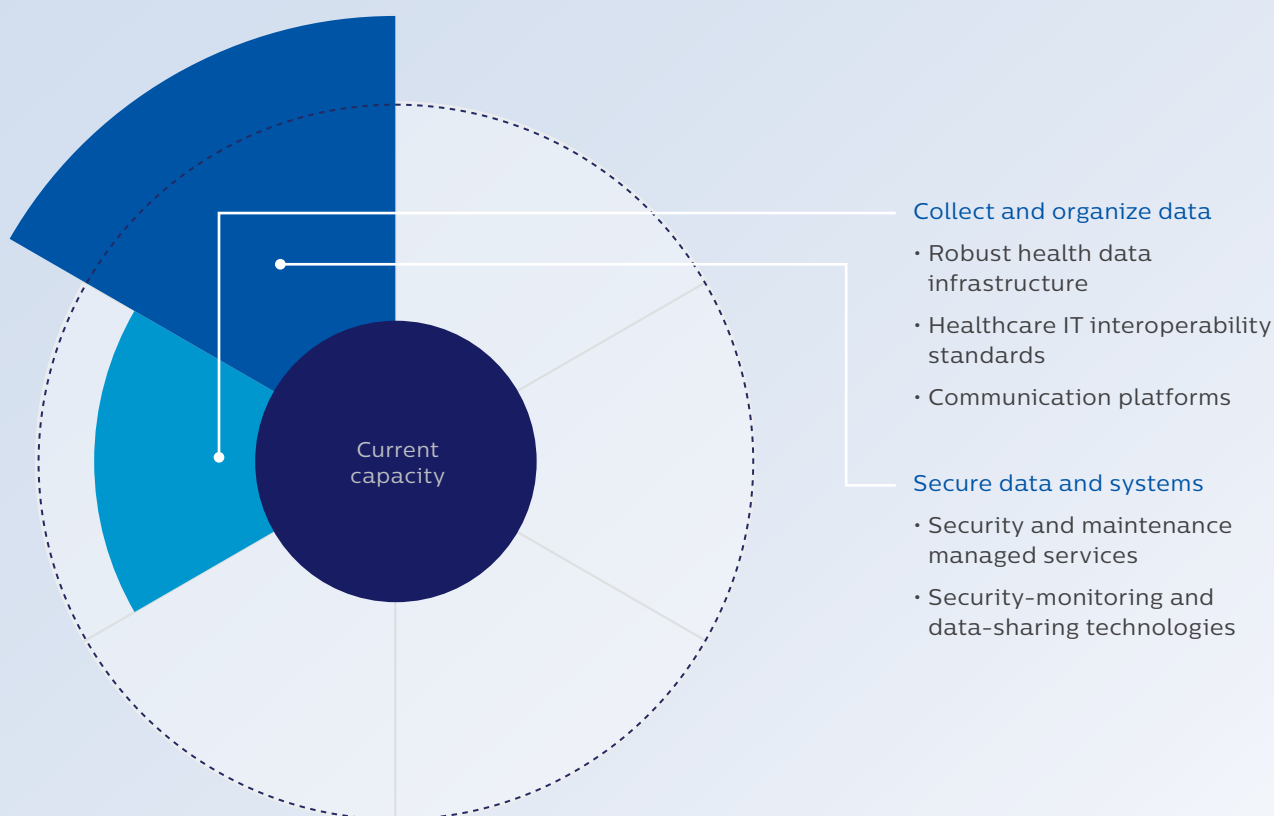 Current
capacity
Collect and organize data
· Robust health data
infrastructure
· Healthcare IT interoperability
standards
· Communication platforms
Secure data and systems
· Security and maintenance
managed services
· Security-monitoring and
data-sharing technologies